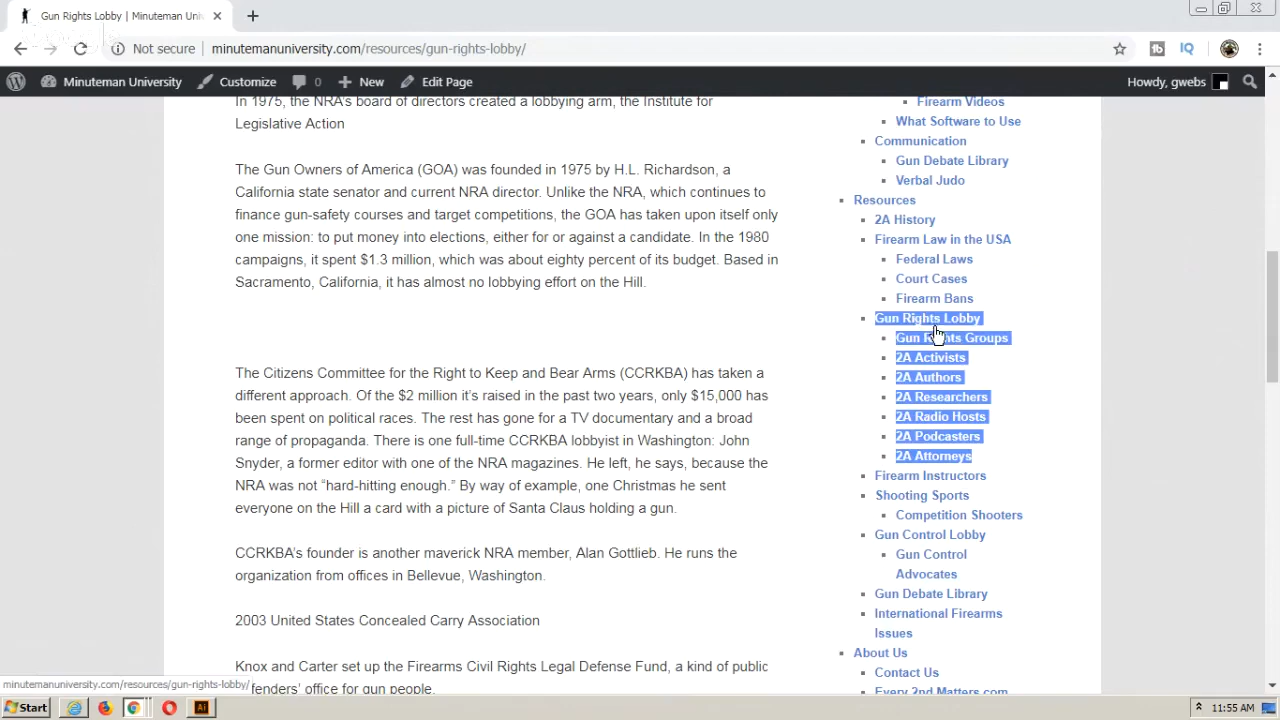 Gun Rights Lobby | Minuteman Uni
Not secure minutemanuniversity.com/resources/gun-rights-lobby/
Minuteman University Customize 0 New Edit Page Howdy, gwebs
In 1975, the NRA's board of directors created a lobbying arm, the Institute for
Legislative Action
The Gun Owners of America (GOA) was founded in 1975 by H.L. Richardson, a
California state senator and current NRA director. Unlike the NRA, which continues to
finance gun-safety courses and target competitions, the GOA has taken upon itself only
one mission: to put money into elections, either for or against a candidate. In the 1980
campaigns, it spent $1.3 million, which was about eighty percent of its budget. Based in
Sacramento, California, it has almost no lobbying effort on the Hill.
The Citizens Committee for the Right to Keep and Bear Arms (CCRKBA) has taken a
different approach. Of the $2 million it's raised in the past two years, only $15,000 has
been spent on political races. The rest has gone for a TV documentary and a broad
range of propaganda. There is one full-time CCRKBA lobbyist in Washington: John
Snyder, a former editor with one of the NRA magazines. He left, he says, because the
NRA was not “hard-hitting enough.” By way of example, one Christmas he sent
everyone on the Hill a card with a picture of Santa Claus holding a gun.
CCRKBA's founder is another maverick NRA member, Alan Gottlieb. He runs the
organization from offices in Bellevue, Washington.
2003 United States Concealed Carry Association
Knox and Carter set up the Firearms Civil Rights Legal Defense Fund, a kind of public
fenders' office for gun people.
Firearm Videos
What Software to Use
Communication
Gun Debate Library
Verbal Judo
Resources
2A History
Firearm Law in the USA
Federal Laws
Court Cases
Firearm Bans
Gun Rights Lobby
Gun Rights Groups
2A Activists
2A Authors
2A Researchers
2A Radio Hosts
2A Podcasters
2A Attorneys
Firearm Instructors
Shooting Sports
Competition Shooters
Gun Control Lobby
Gun Control
Advocates
Gun Debate Library
International Firearms
Issues
About Us
Contact Us
Every 2nd Matters.com
minutemanuniversity.com/resources/gun-rights-lobby/
Start
11:55 AM